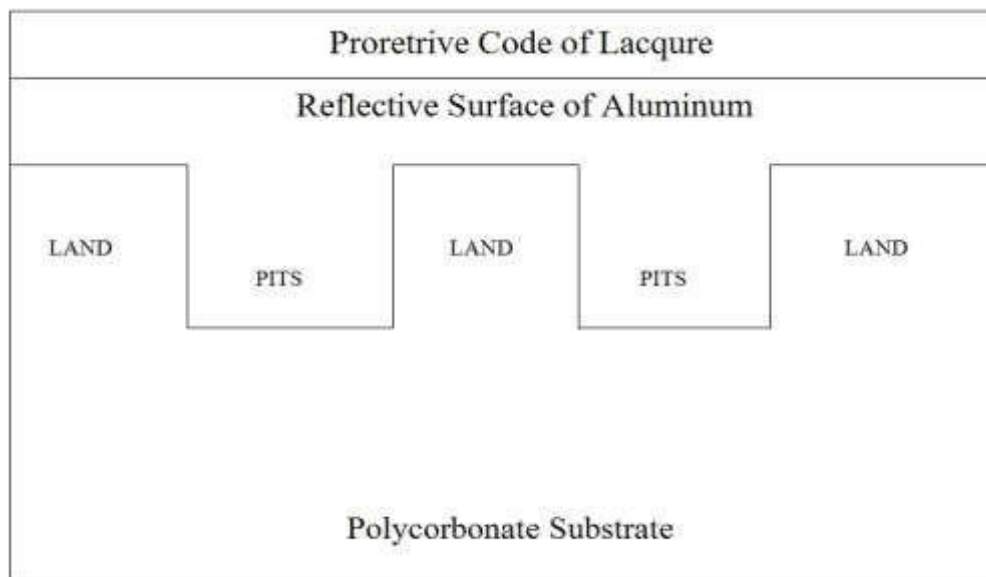 Proretrive Code of Lacqure
Reflective Surface of Aluminum
LAND
LAND
LAND
PITS
PITS
Polycorbonate Substrate